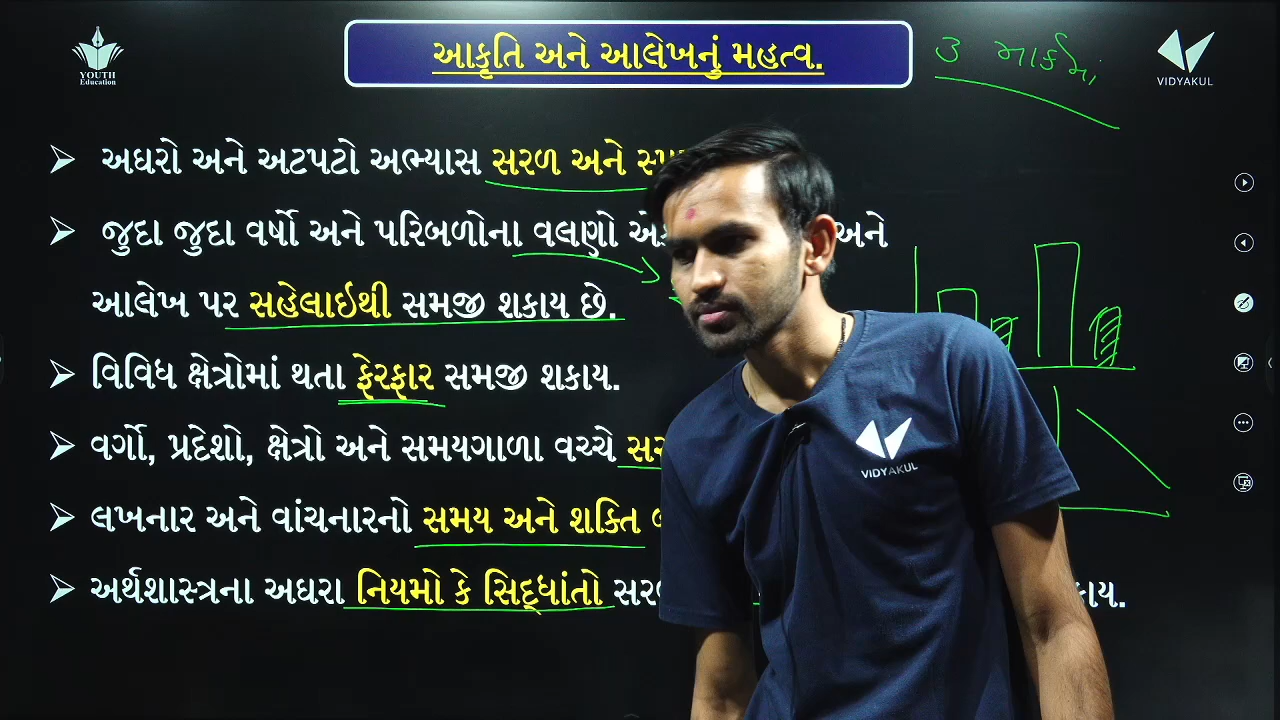 આકૃતિ અને આલેખનું મહત્વ.
૩ માર્કમાં
YOUTH
Education
VIDYAKUL
➤ અઘરો અને અટપટો અભ્યાસ સરળ અને
➤ જુદા જુદા વર્ષો અને પરિબળોના વલણો અને
આલેખ પર સહેલાઇથી સમજી શકાય છે.
➤ વિવિધ ક્ષેત્રોમાં થતા ફેરફાર સમજી શકાય.
➤ વર્ગો, પ્રદેશો, ક્ષેત્રો અને સમયગાળા વચ્ચે
➤ લખનાર અને વાંચનારનો સમય અને શક્તિ
➤ અર્થશાસ્ત્રના અઘરા નિયમો કે સિદ્ધાંતો
VIDYAKUL